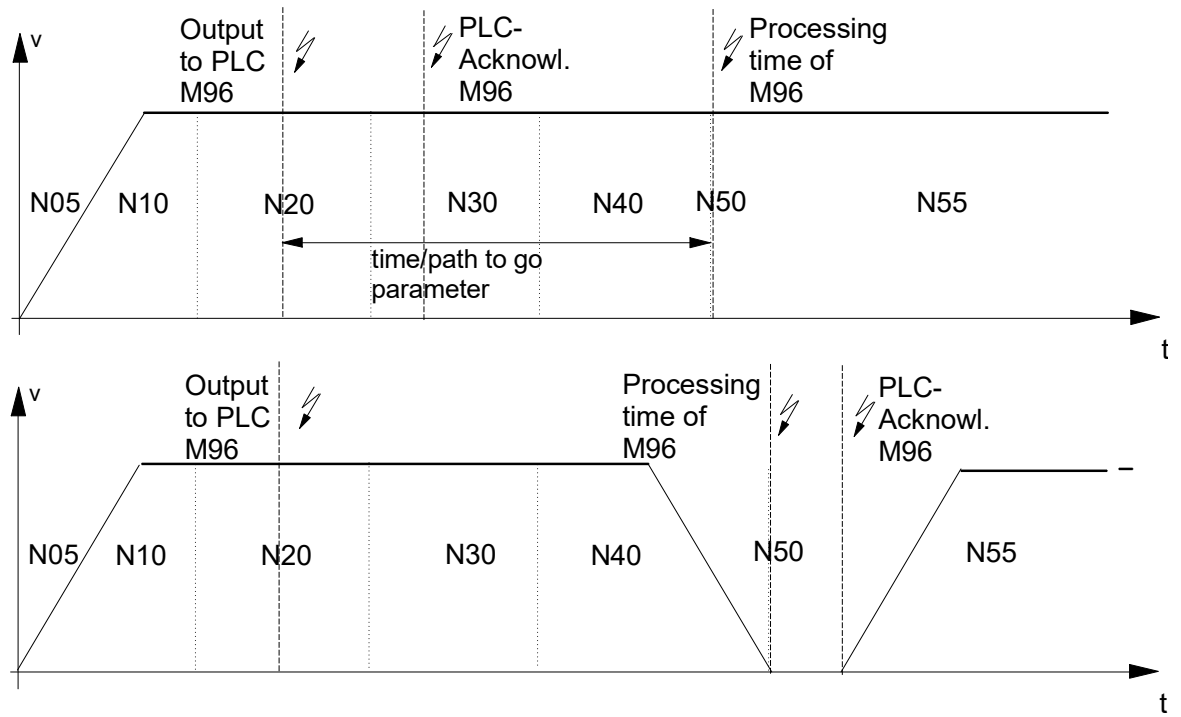 v
Output
to PLC
M96
PLC-
Acknowl.
M96
Processing
time of
M96
N05
N10
N20
N30
N40
N50
N55
time/path to go
parameter
t
v
Output
to PLC
M96
Processing
time of
M96
PLC-
Acknowl.
M96
N05
N10
N20
N30
N40
N50
N55
t